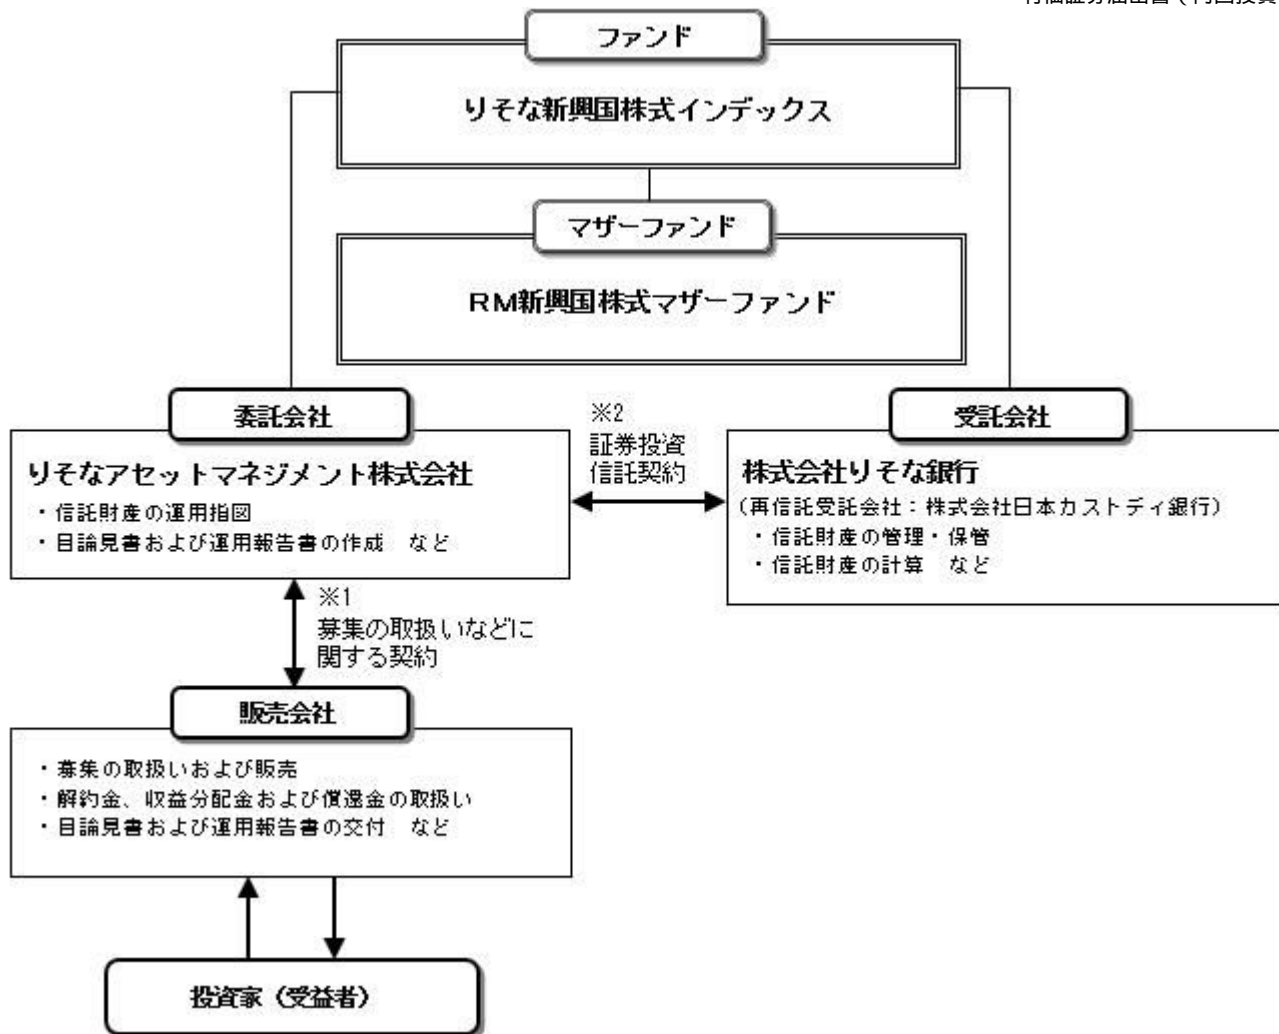 ファンド
りそな新興国株式インデックス
マザーファンド
RM新興国株式マザーファンド
委託会社
りそなアセットマネジメント株式会社
・信託財産の運用指図
・目論見書および運用報告書の作成　など
※2
証券投資
信託契約
受託会社
株式会社りそな銀行
(再信託受託会社：株式会社日本カストディ銀行)
・信託財産の管理・保管
・信託財産の計算　など
※1
募集の取扱いなどに
関する契約
販売会社
・募集の取扱いおよび販売
・解約金、収益分配金および償還金の取扱い
・目論見書および運用報告書の交付　など
投資家（受益者）